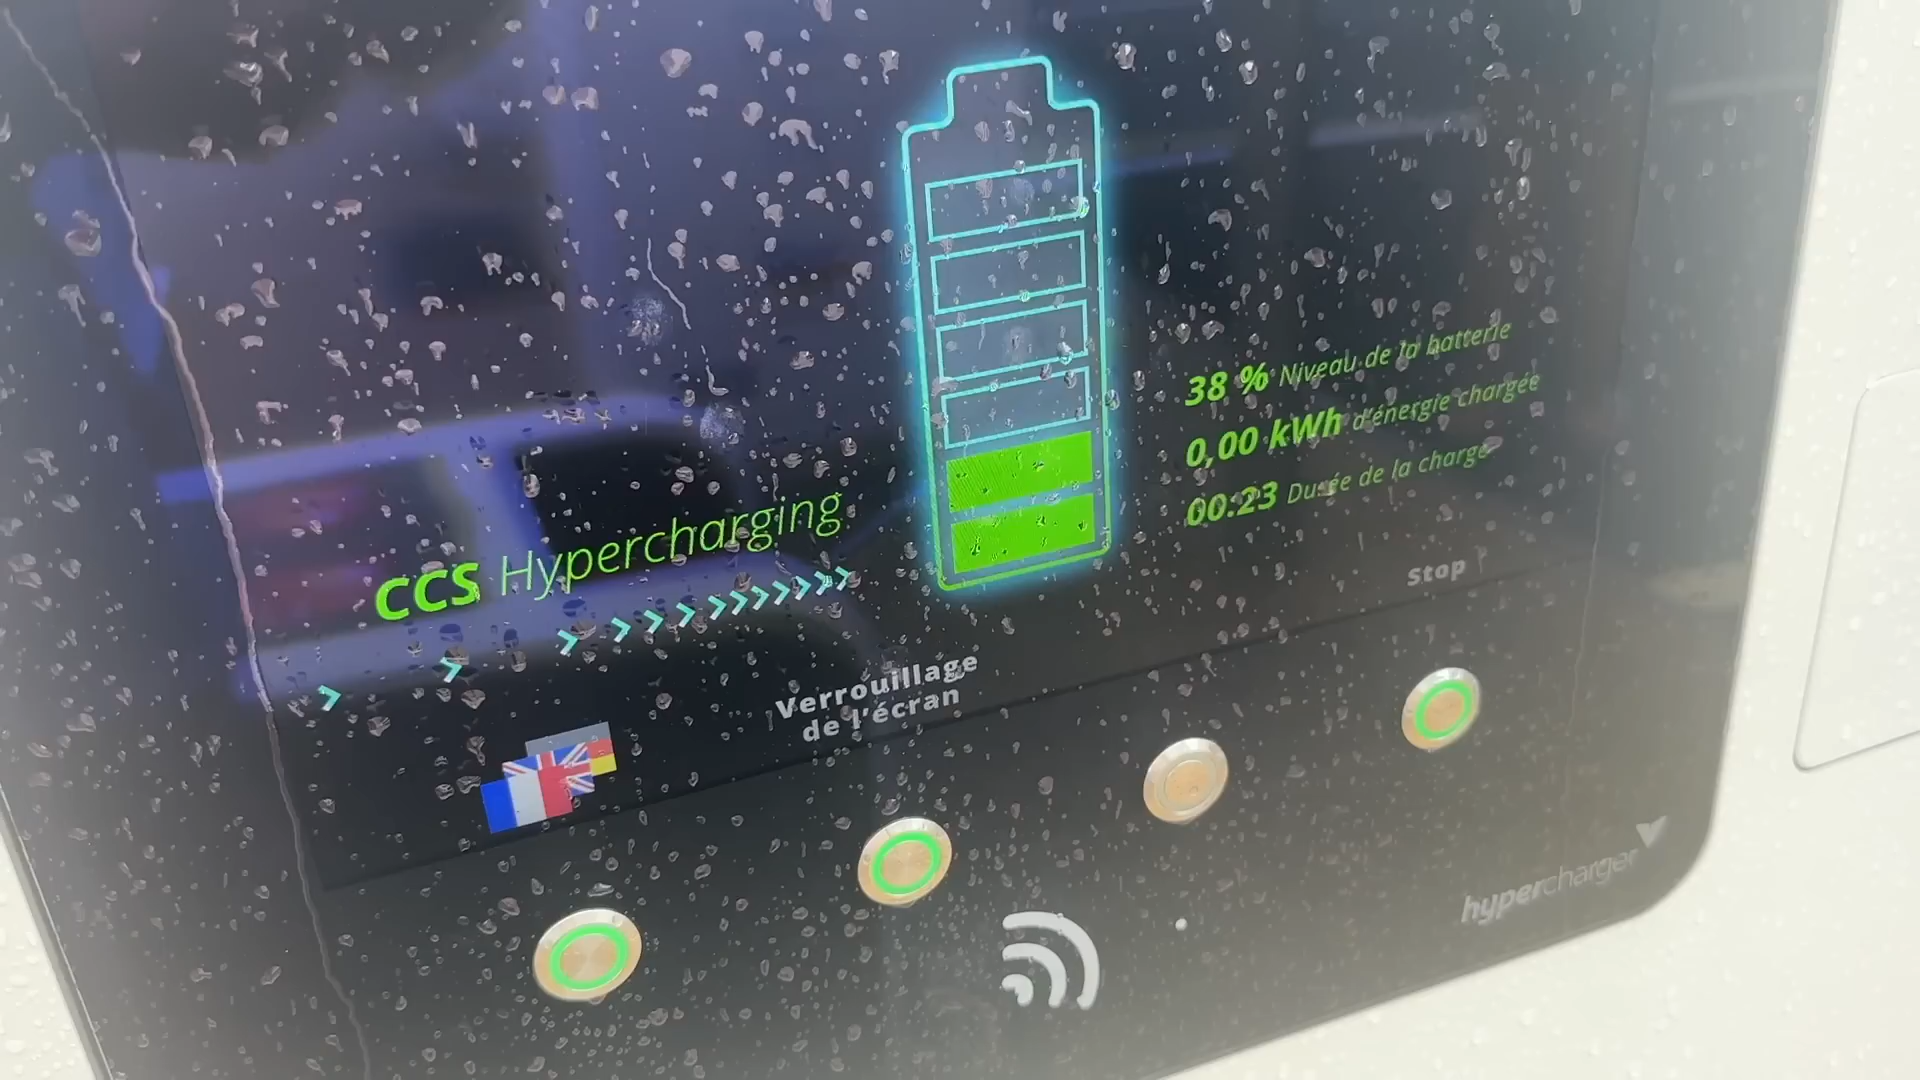 38 % Niveau de la batterie
0,00 kWh d'énergie chargée
00:23 Durée de la charge
CCS Hypercharging
Stop
Verrouillage
de l'écran
hypercharger